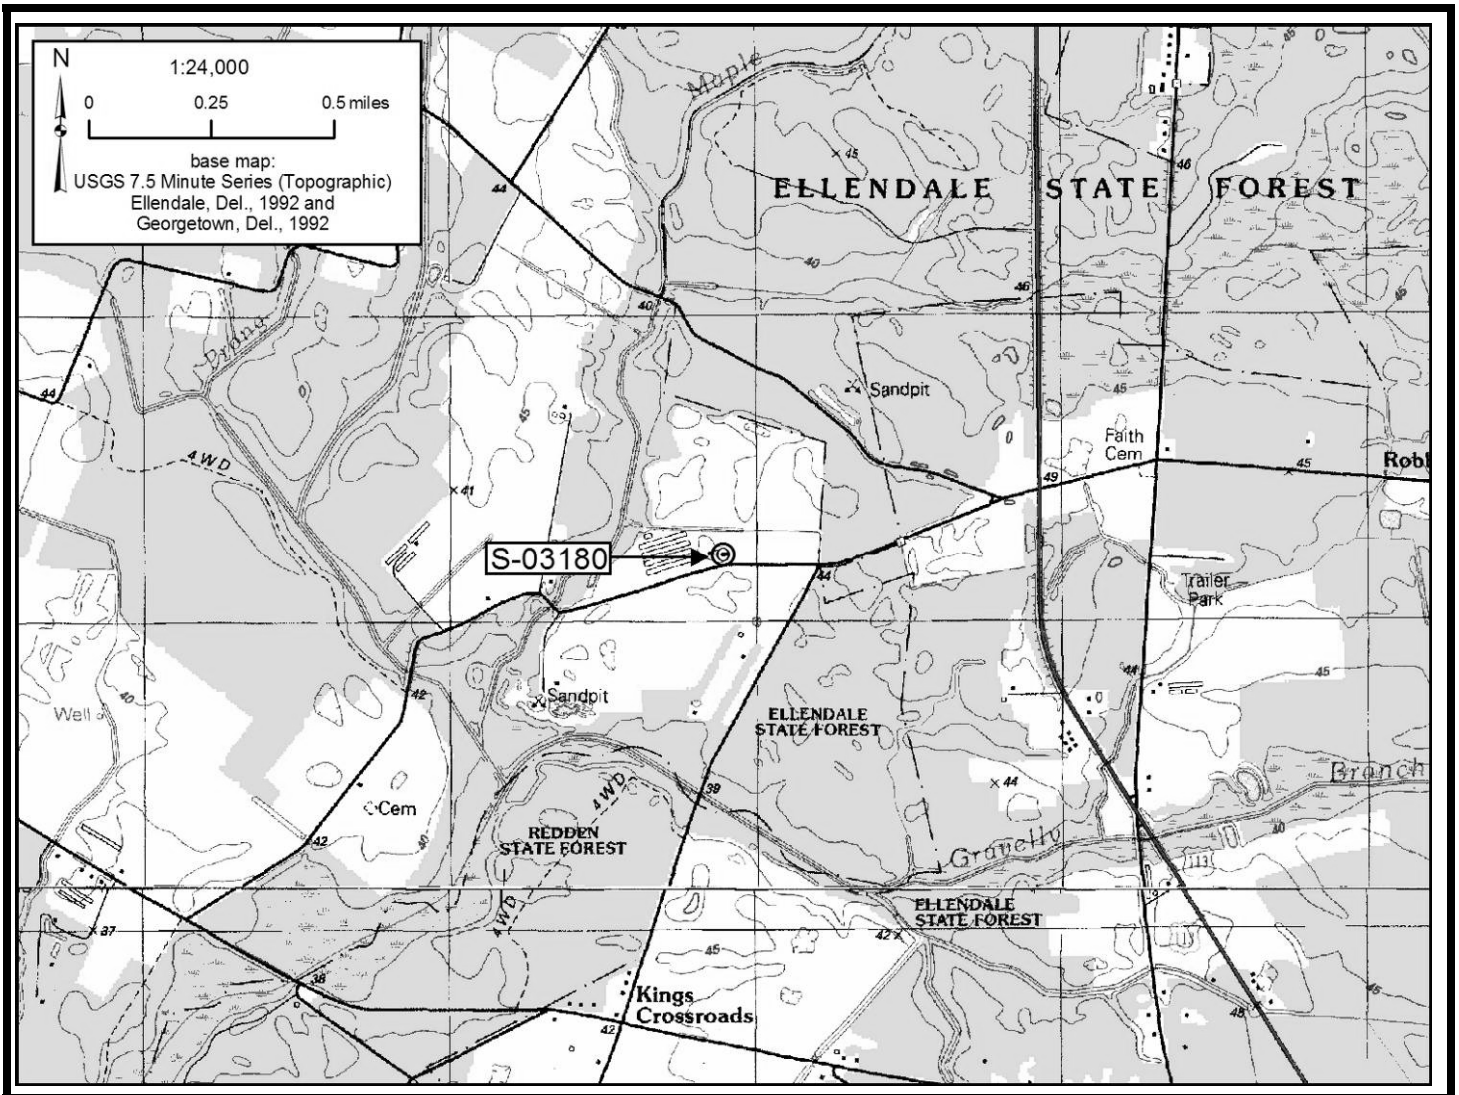 N
1:24,000
0 0.25 0.5 miles
base map:
USGS 7.5 Minute Series (Topographic)
Ellendale, Del., 1992 and
Georgetown, Del., 1992
Maple
45
46
ELLENDALE STATE FOREST
44
40
46
40
45
Prong
44
Sandpit
45
45
Faith
Cem
4WD
41
49
45
S-03180
44
Trailer
Park
44
45
42
40
Well
Sandpit
ELLENDALE
STATE FOREST
4WD
39
44
Branch
Cem
42
40
REDDEN
STATE FOREST
Gravelly
40
113
4WD
ELLENDALE
STATE FOREST
37
42
45
38
Kings
Crossroads
42
48
45